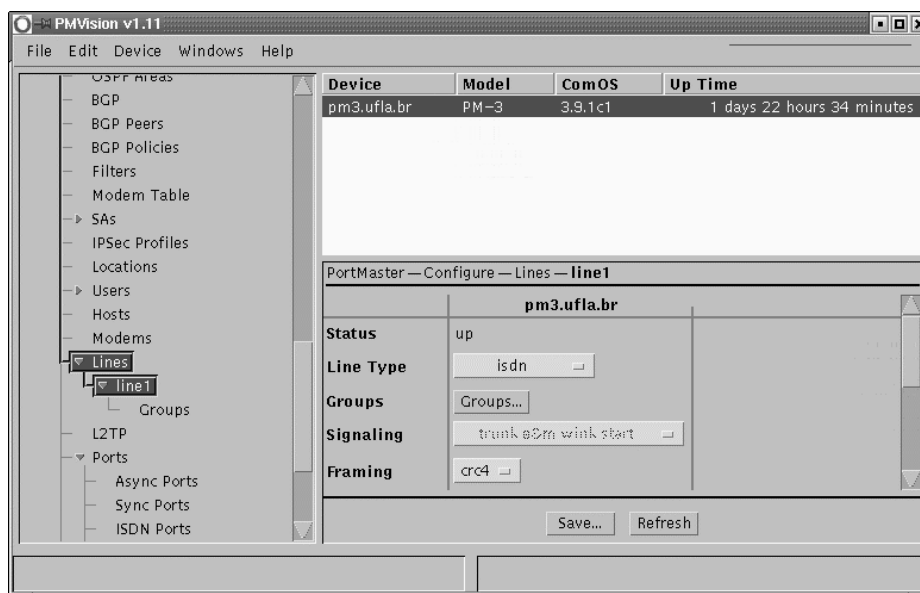 PMVision v1.11
File Edit Device Windows Help
OSPF Areas
BGP
BGP Peers
BGP Policies
Filters
Modem Table
SAs
IPSec Profiles
Locations
Users
Hosts
Modems
Lines
line1
Groups
L2TP
Ports
Async Ports
Sync Ports
ISDN Ports
Device Model ComOS Up Time
pm3.ufla.br PM-3 3.9.1c1 1 days 22 hours 34 minutes
PortMaster — Configure — Lines — line1
pm3.ufla.br
Status up
Line Type isdn
Groups Groups...
Signaling trunk e&m wink start
Framing crc4
Save... Refresh